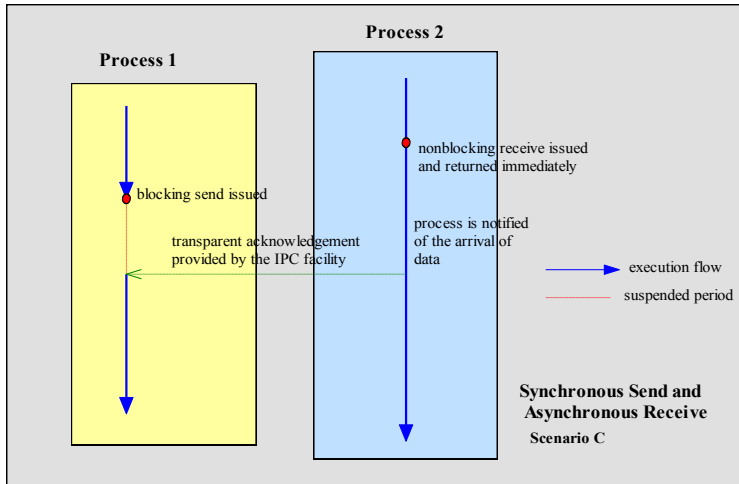 Process 1
Process 2
nonblocking receive issued
and returned immediately
blocking send issued
process is notified
of the arrival of
data
transparent acknowledgement
provided by the IPC facility
execution flow
suspended period
Synchronous Send and
Asynchronous Receive
Scenario C